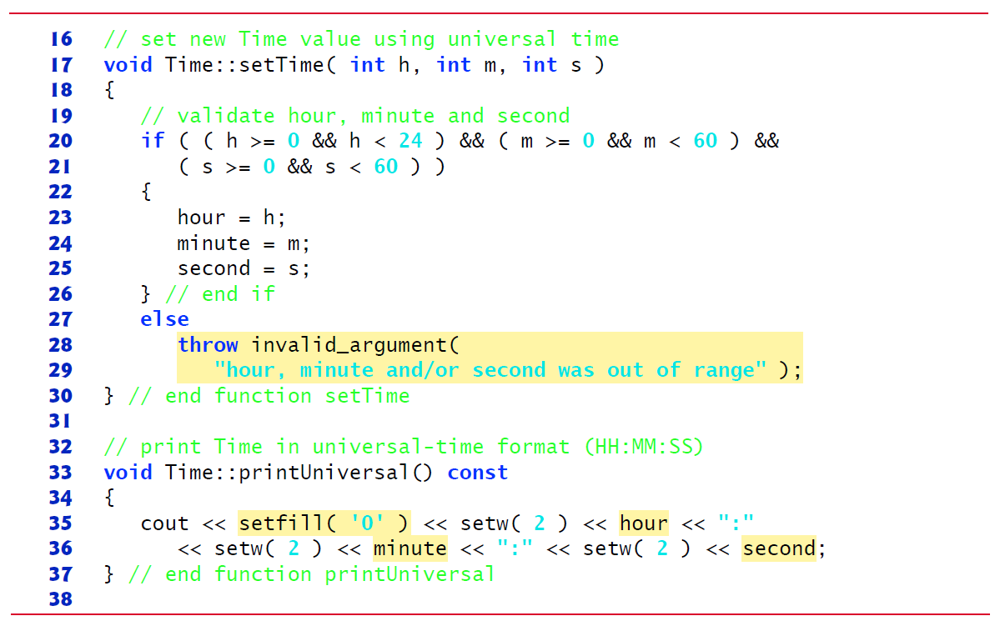 16 // set new Time value using universal time
17 void Time::setTime( int h, int m, int s )
18 {
19    // validate hour, minute and second
20    if ( ( h >= 0 && h < 24 ) && ( m >= 0 && m < 60 ) &&
21       ( s >= 0 && s < 60 ) )
22    {
23       hour = h;
24       minute = m;
25       second = s;
26    } // end if
27    else
28       throw invalid_argument(
29          "hour, minute and/or second was out of range" );
30 } // end function setTime
31
32 // print Time in universal-time format (HH:MM:SS)
33 void Time::printUniversal() const
34 {
35    cout << setfill( '0' ) << setw( 2 ) << hour << ":"
36       << setw( 2 ) << minute << ":" << setw( 2 ) << second;
37 } // end function printUniversal
38